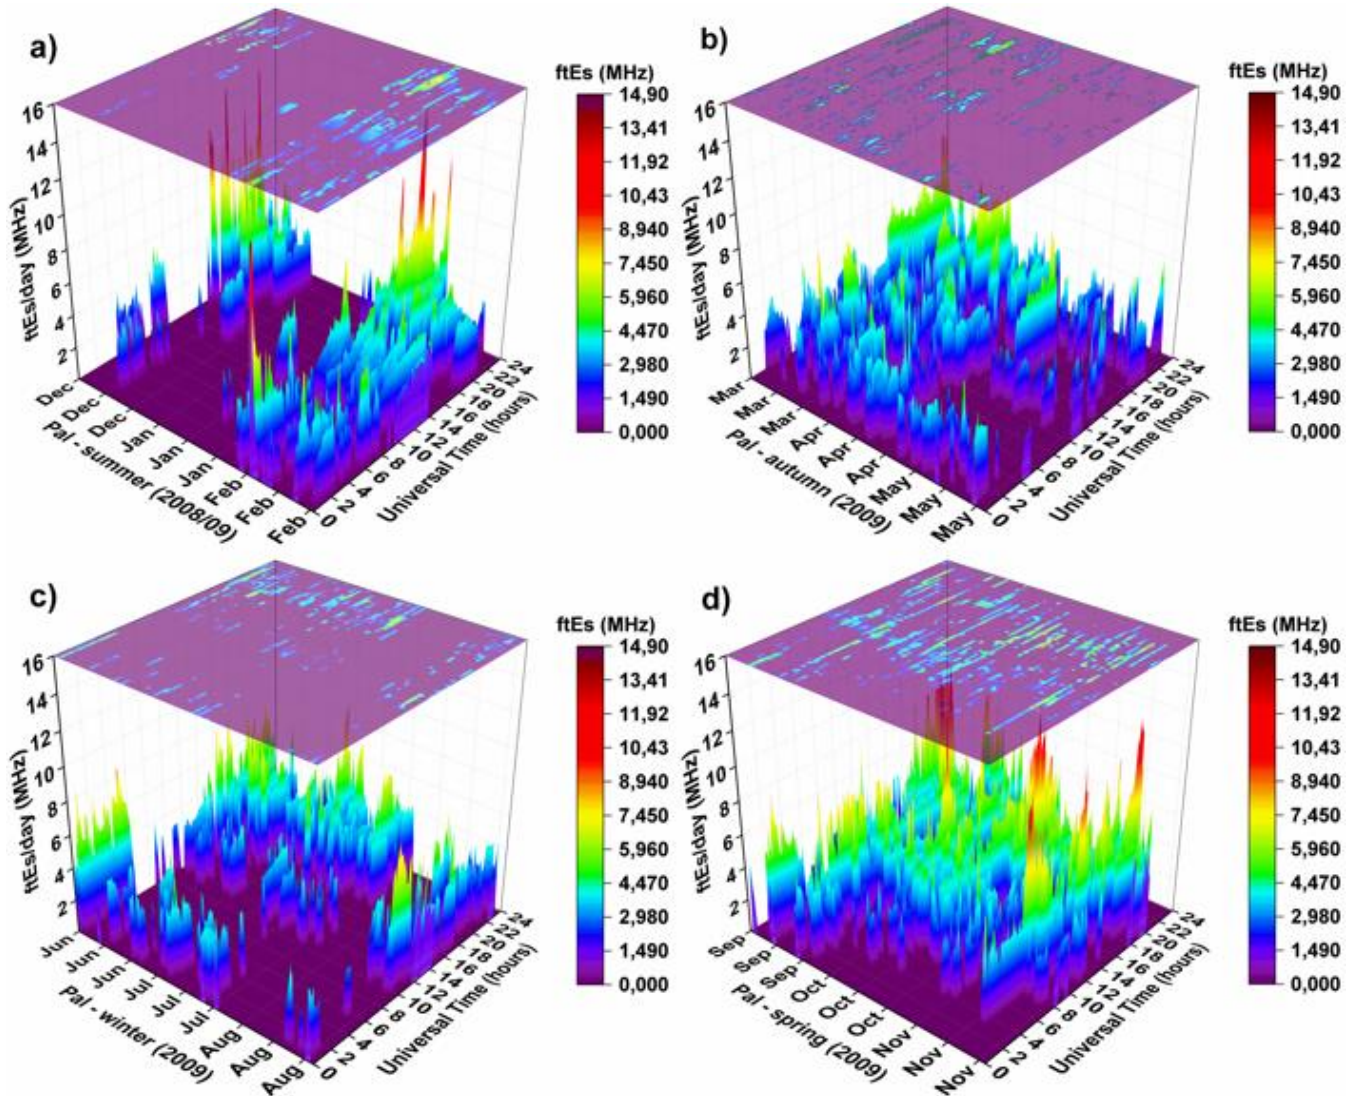 a)
ftEs (MHz)
14,90
13,41
11,92
10,43
8,940
7,450
5,960
4,470
2,980
1,490
0,000
16
14
12
10
8
6
4
2
ftEs/day (MHz)
Dec
Dec
Dec
Jan
Jan
Jan
Feb
Feb
Feb
Pal - summer (2008/09)
0
2
4
6
8
10
12
14
16
18
20
22
24
Universal Time (hours)
b)
ftEs (MHz)
14,90
13,41
11,92
10,43
8,940
7,450
5,960
4,470
2,980
1,490
0,000
16
14
12
10
8
6
4
2
ftEs/day (MHz)
Mar
Mar
Mar
Apr
Apr
Apr
May
May
May
Pal - autumn (2009)
0
2
4
6
8
10
12
14
16
18
20
22
24
Universal Time (hours)
c)
ftEs (MHz)
14,90
13,41
11,92
10,43
8,940
7,450
5,960
4,470
2,980
1,490
0,000
16
14
12
10
8
6
4
2
ftEs/day (MHz)
Jun
Jun
Jun
Jul
Jul
Jul
Aug
Aug
Aug
Pal - winter (2009)
0
2
4
6
8
10
12
14
16
18
20
22
24
Universal Time (hours)
d)
ftEs (MHz)
14,90
13,41
11,92
10,43
8,940
7,450
5,960
4,470
2,980
1,490
0,000
16
14
12
10
8
6
4
2
ftEs/day (MHz)
Sep
Sep
Sep
Oct
Oct
Oct
Nov
Nov
Nov
Pal - spring (2009)
0
2
4
6
8
10
12
14
16
18
20
22
24
Universal Time (hours)